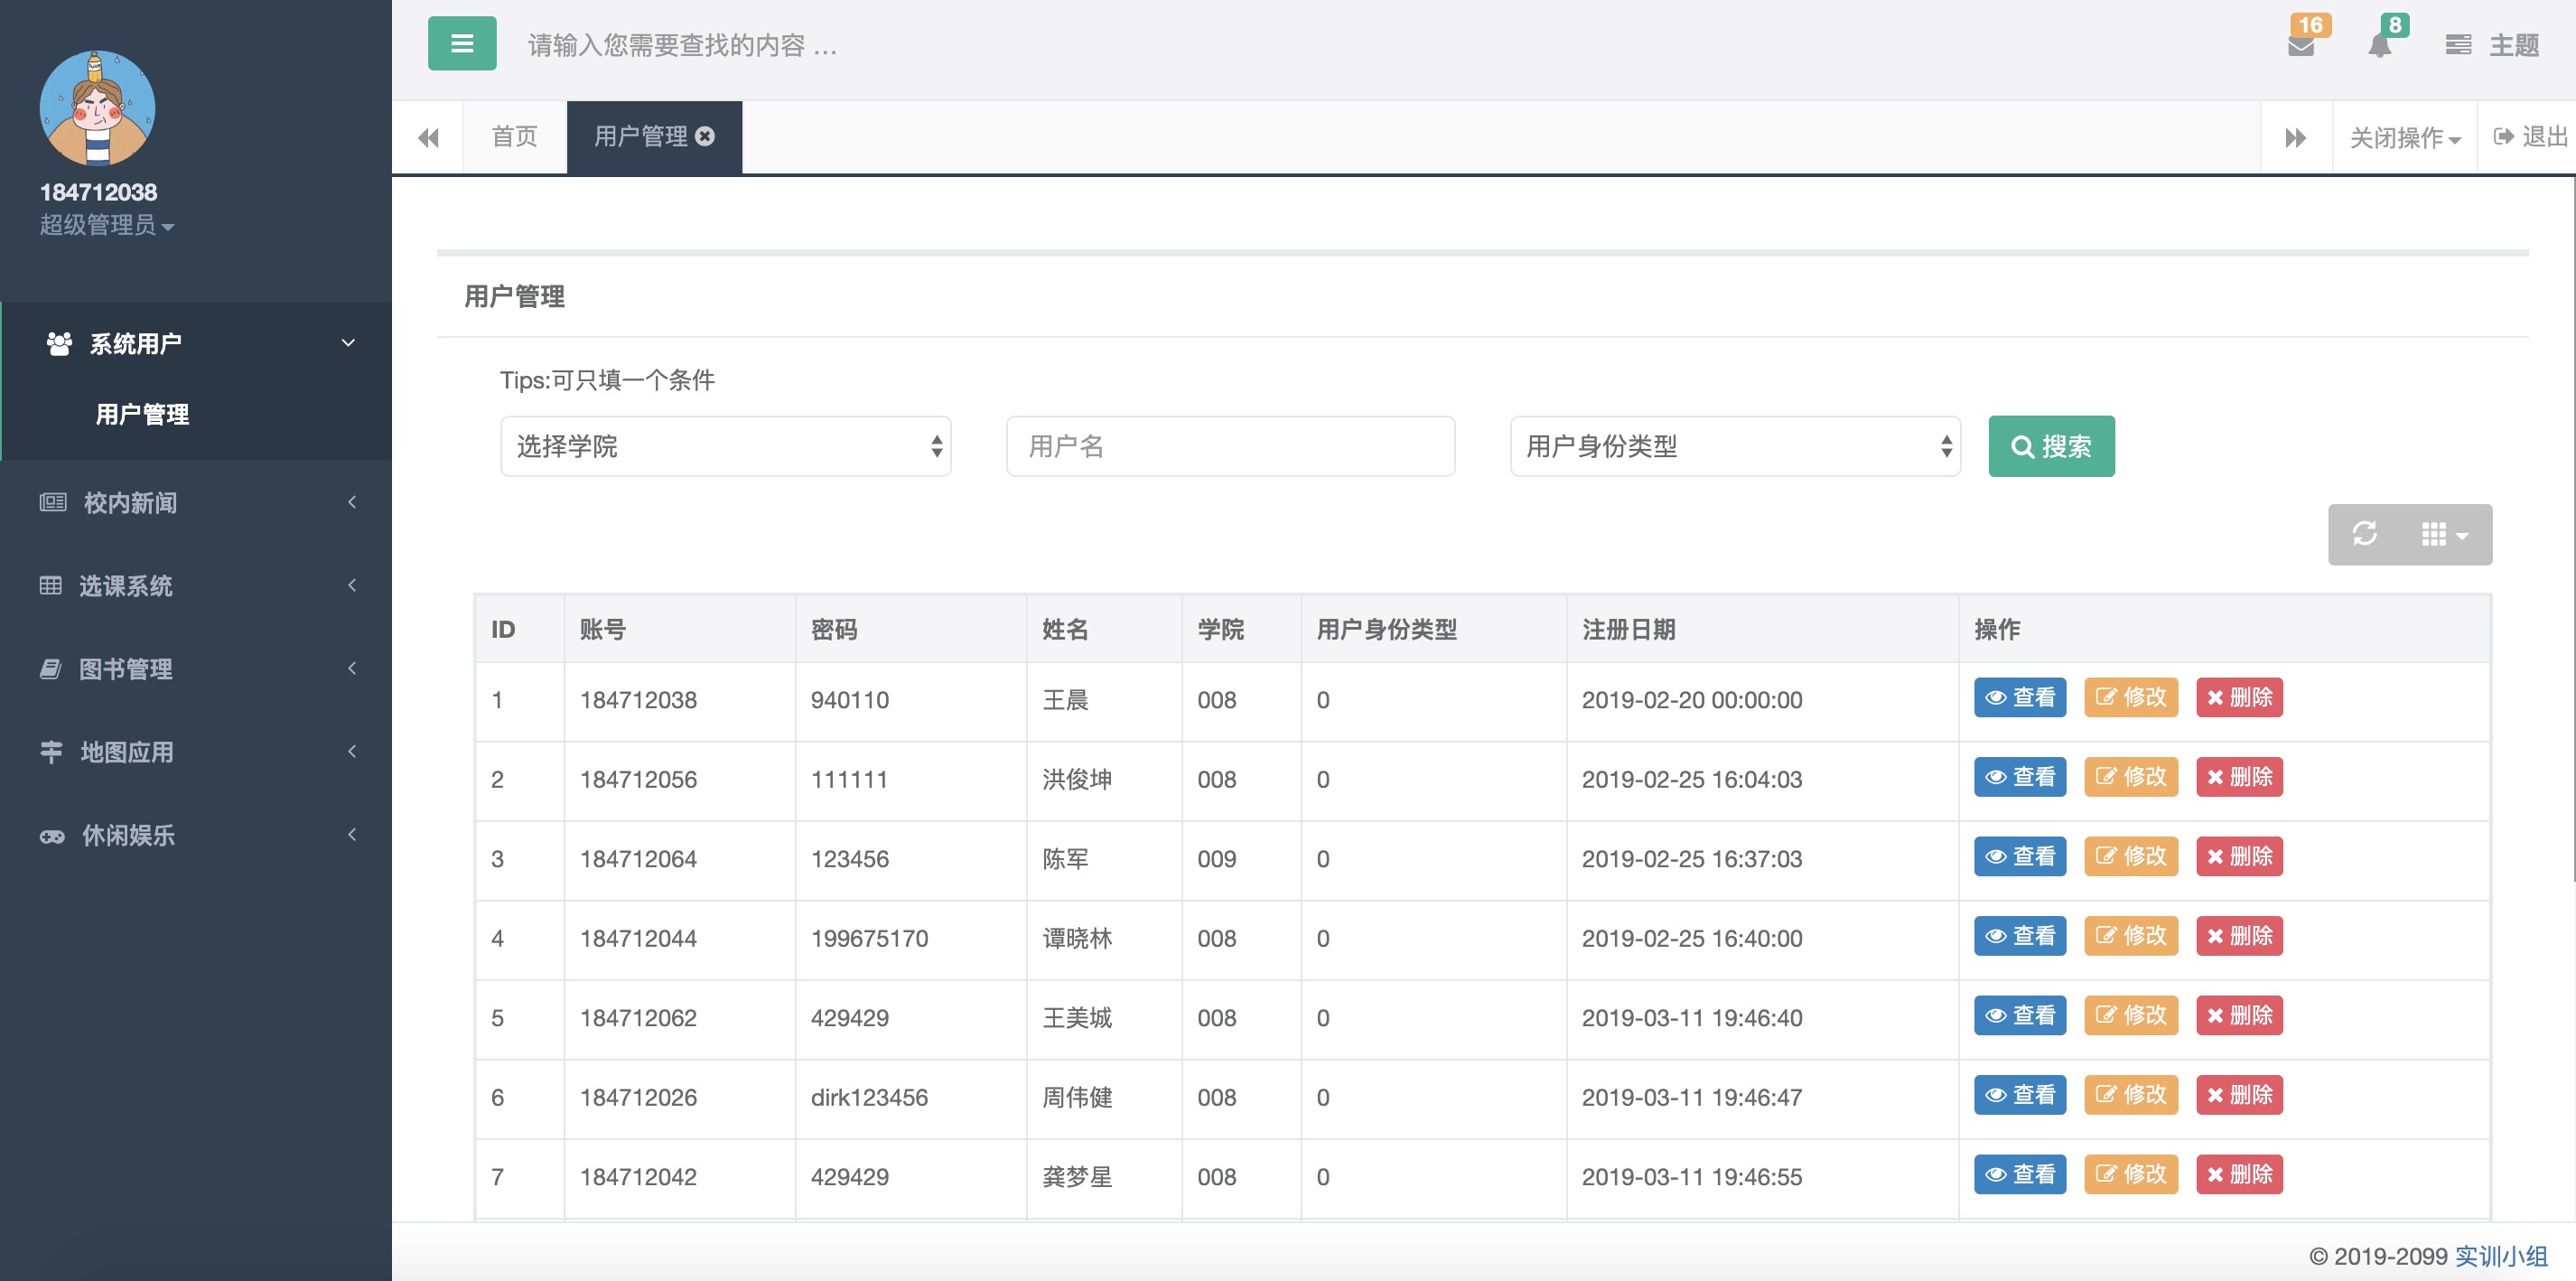 184712038
超级管理员
系统用户
用户管理
校内新闻
选课系统
图书管理
地图应用
休闲娱乐
请输入您需要查找的内容 …
16
8
主题
首页
用户管理
关闭操作
退出
用户管理
Tips:可只填一个条件
选择学院 用户名 用户身份类型 搜索
ID 账号 密码 姓名 学院 用户身份类型 注册日期 操作
1 184712038 940110 王晨 008 0 2019-02-20 00:00:00 查看 修改 删除
2 184712056 111111 洪俊坤 008 0 2019-02-25 16:04:03 查看 修改 删除
3 184712064 123456 陈军 009 0 2019-02-25 16:37:03 查看 修改 删除
4 184712044 199675170 谭晓林 008 0 2019-02-25 16:40:00 查看 修改 删除
5 184712062 429429 王美城 008 0 2019-03-11 19:46:40 查看 修改 删除
6 184712026 dirk123456 周伟健 008 0 2019-03-11 19:46:47 查看 修改 删除
7 184712042 429429 龚梦星 008 0 2019-03-11 19:46:55 查看 修改 删除
© 2019-2099 实训小组